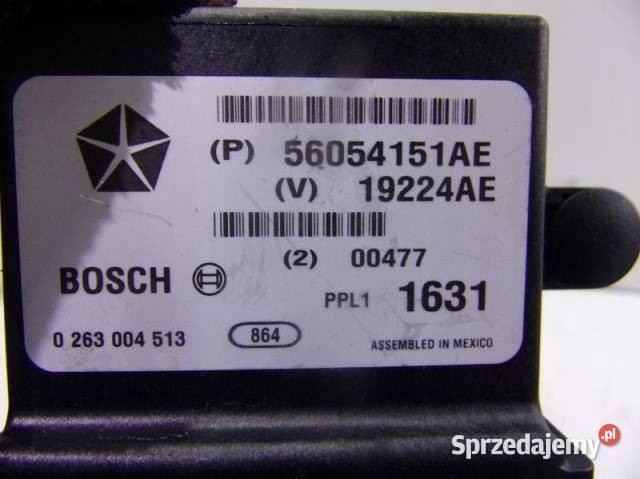 (P) 56054151AE
(V) 19224AE
(2) 00477
BOSCH
PPL1 1631
0 263 004 513
864
ASSEMBLED IN MEXICO
Sprzedajemy.pl